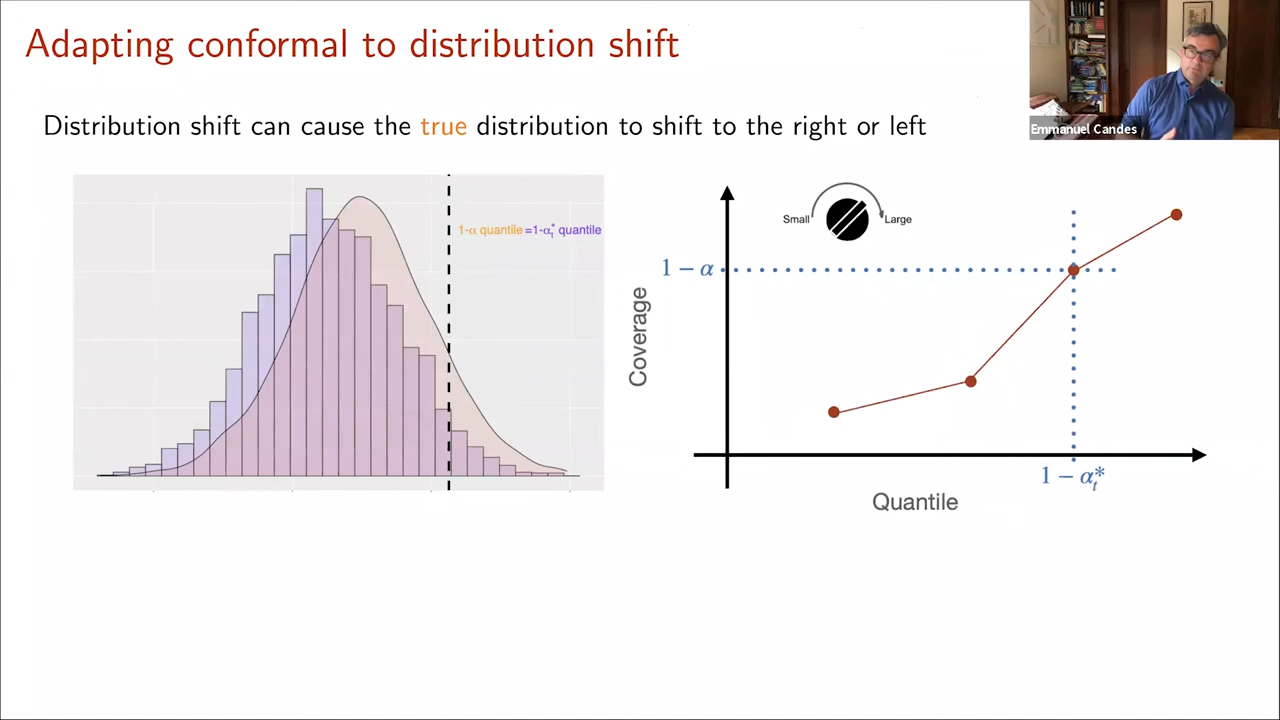 Adapting conformal to distribution shift
Emmanuel Candes
Distribution shift can cause the true distribution to shift to the right or left
1-α quantile =1-α*t quantile
Small
Large
1 − α
Coverage
1 − α*t
Quantile